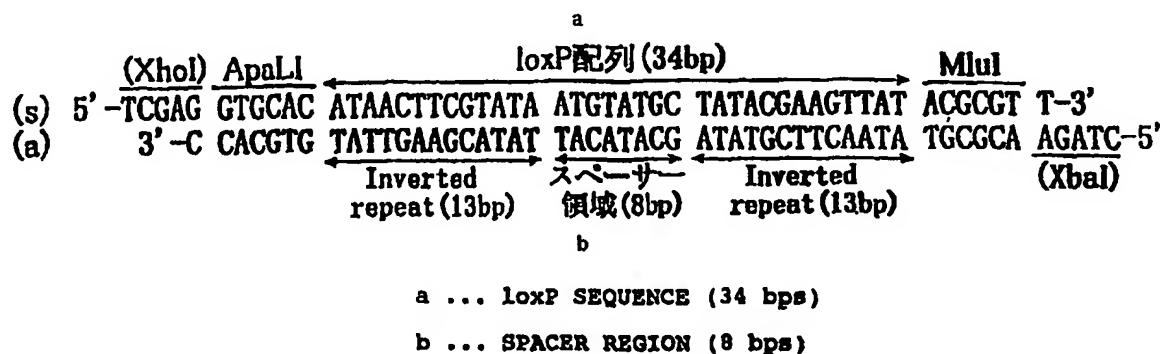 a
loxP配列(34bp)
(XhoI) ApaLI MluI
(s) 5'-TCGAG GTGCAC ATAACTTCGTATA ATGTATGC TATACGAAGTTAT ACGCGT T-3'
(a) 3'-C CACGTG TATTGAAGCATAT TACATACG ATATGCTTCAATA TGCGCA AGATC-5'
Inverted スペーサー Inverted (XbaI)
repeat(13bp) 領域(8bp) repeat(13bp)
b
a ... loxP SEQUENCE (34 bps)
b ... SPACER REGION (8 bps)